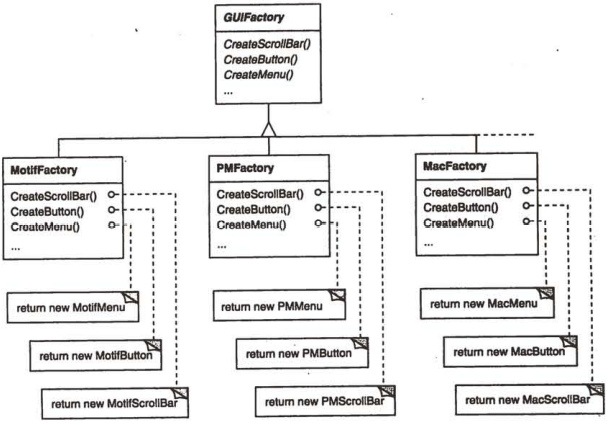 GUIFactory
CreateScrollBar()
CreateButton()
CreateMenu()
...
MotifFactory
CreateScrollBar()
CreateButton()
CreateMenu()
...
PMFactory
CreateScrollBar()
CreateButton()
CreateMenu()
...
MacFactory
CreateScrollBar()
CreateButton()
CreateMenu()
...
return new MotifMenu
return new PMMenu
return new MacMenu
return new MotifButton
return new PMButton
return new MacButton
return new MotifScrollBar
return new PMScrollBar
return new MacScrollBar